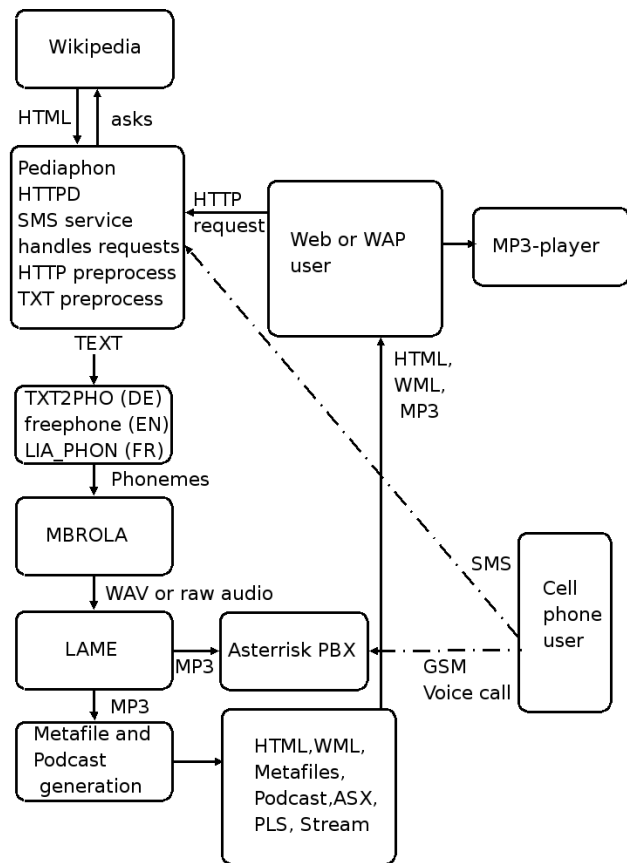 Wikipedia
HTML
asks
Pediaphon
HTTPD
SMS service
handles requests
HTTP preprocess
TXT preprocess
HTTP
request
Web or WAP
user
MP3-player
TEXT
HTML,
WML,
MP3
TXT2PHO (DE)
freephone (EN)
LIA_PHON (FR)
Phonemes
MBROLA
WAV or raw audio
SMS
Cell
phone
user
LAME
MP3
Asterrisk PBX
GSM
Voice call
MP3
Metafile and
Podcast
generation
HTML,WML,
Metafiles,
Podcast,ASX,
PLS, Stream